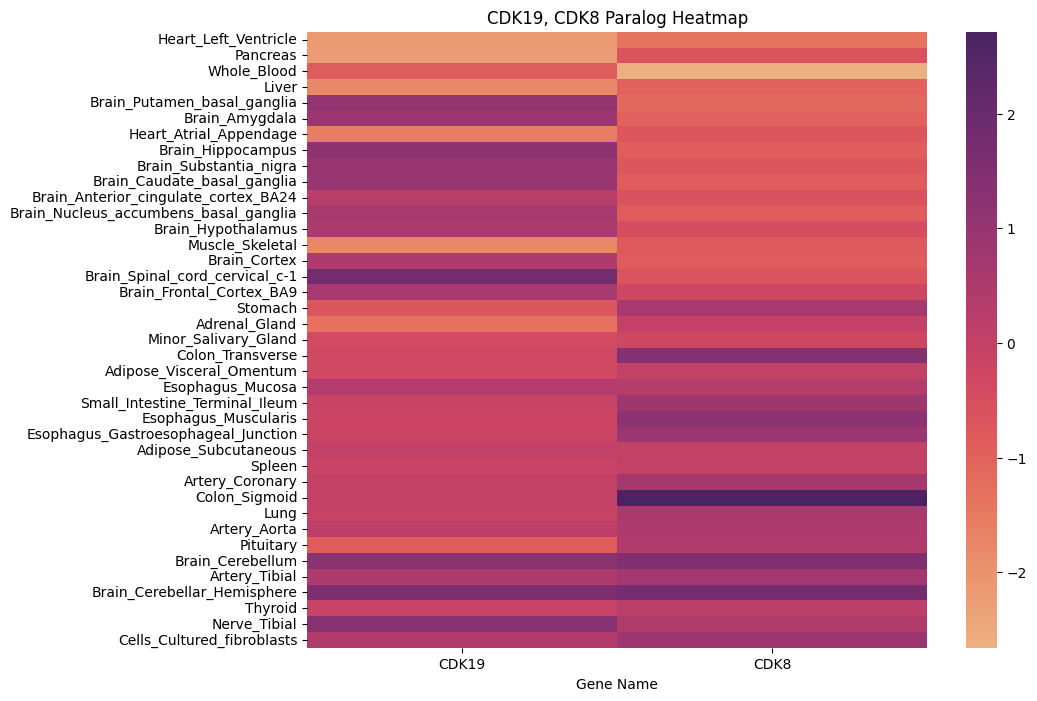 CDK19, CDK8 Paralog Heatmap
Heart_Left_Ventricle
Pancreas
Whole_Blood
Liver
Brain_Putamen_basal_ganglia
Brain_Amygdala
Heart_Atrial_Appendage
Brain_Hippocampus
Brain_Substantia_nigra
Brain_Caudate_basal_ganglia
Brain_Anterior_cingulate_cortex_BA24
Brain_Nucleus_accumbens_basal_ganglia
Brain_Hypothalamus
Muscle_Skeletal
Brain_Cortex
Brain_Spinal_cord_cervical_c-1
Brain_Frontal_Cortex_BA9
Stomach
Adrenal_Gland
Minor_Salivary_Gland
Colon_Transverse
Adipose_Visceral_Omentum
Esophagus_Mucosa
Small_Intestine_Terminal_Ileum
Esophagus_Muscularis
Esophagus_Gastroesophageal_Junction
Adipose_Subcutaneous
Spleen
Artery_Coronary
Colon_Sigmoid
Lung
Artery_Aorta
Pituitary
Brain_Cerebellum
Artery_Tibial
Brain_Cerebellar_Hemisphere
Thyroid
Nerve_Tibial
Cells_Cultured_fibroblasts
CDK19 CDK8
Gene Name
2
1
0
−1
−2